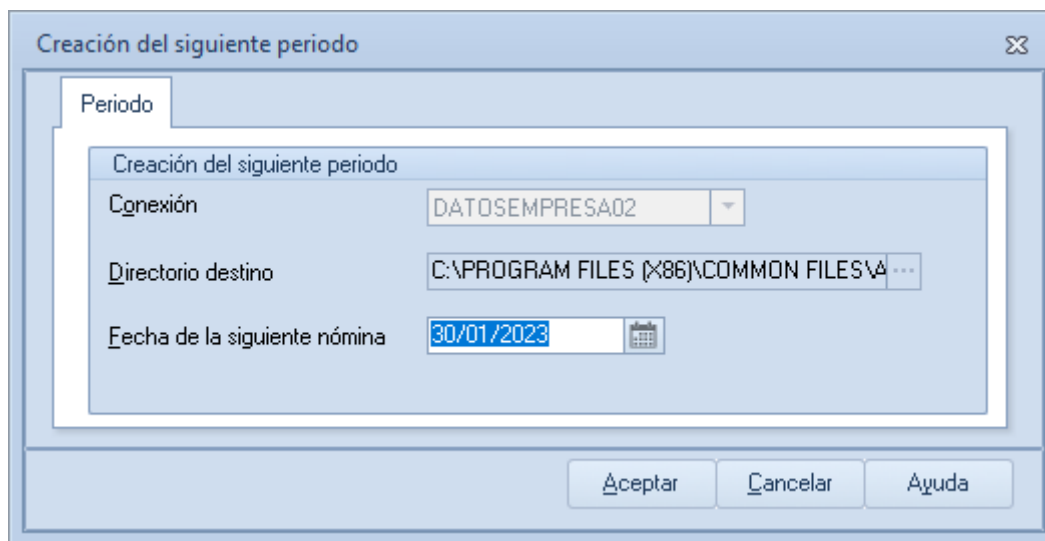 Creación del siguiente periodo
Periodo
Creación del siguiente periodo
Conexión DATOSEMPRESA02
Directorio destino C:\PROGRAM FILES (X86)\COMMON FILES\A ...
Fecha de la siguiente nómina 30/01/2023
Aceptar Cancelar Ayuda